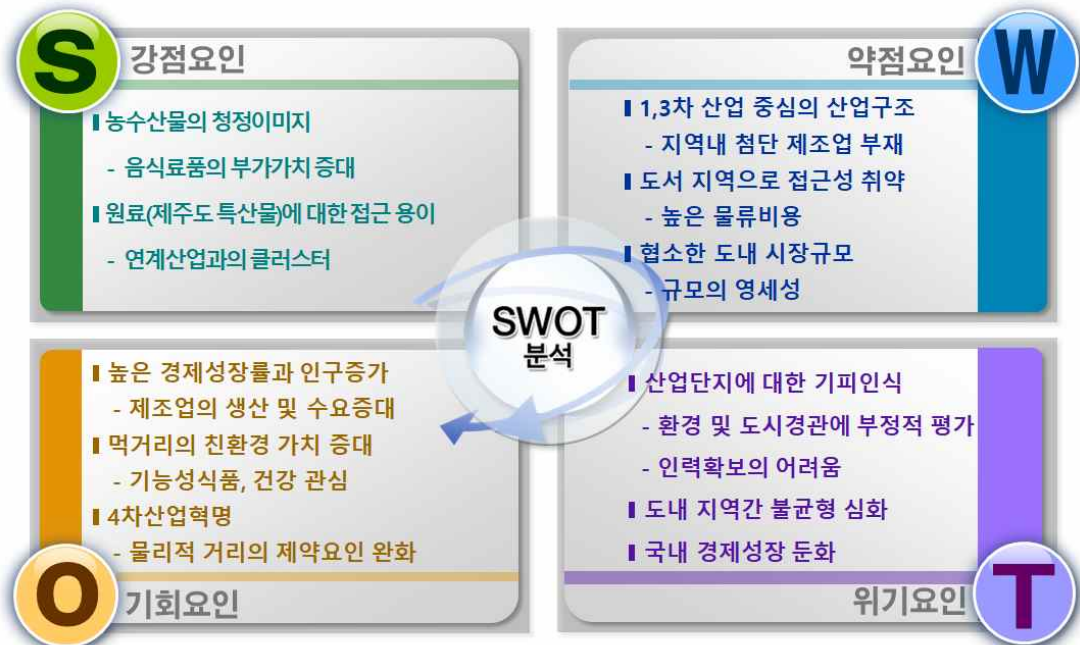 S
강점요인
▮ 농수산물의 청정이미지
- 음식료품의 부가가치 증대
▮ 원료(제주도 특산물)에 대한 접근 용이
- 연계산업과의 클러스터
W
약점요인
▮ 1,3차 산업 중심의 산업구조
- 지역내 첨단 제조업 부재
▮ 도서 지역으로 접근성 취약
- 높은 물류비용
▮ 협소한 도내 시장규모
- 규모의 영세성
SWOT
분석
▮ 높은 경제성장률과 인구증가
- 제조업의 생산 및 수요증대
▮ 먹거리의 친환경 가치 증대
- 기능성식품, 건강 관심
▮ 4차산업혁명
- 물리적 거리의 제약요인 완화
O
기회요인
▮ 산업단지에 대한 기피인식
- 환경 및 도시경관에 부정적 평가
- 인력확보의 어려움
▮ 도내 지역간 불균형 심화
▮ 국내 경제성장 둔화
위기요인
T